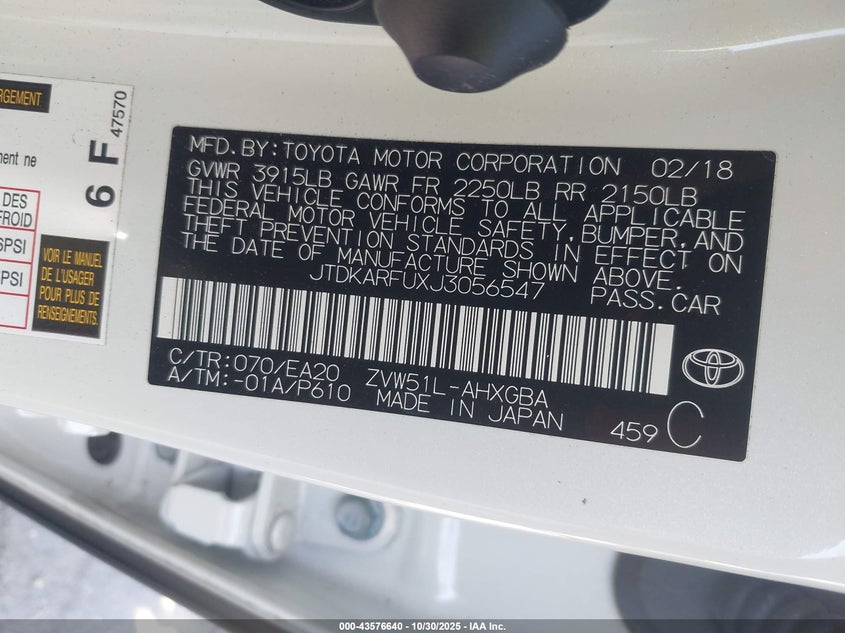 RGEMENT
ment ne
6 F
47570
DES
FROID
PSI
PSI
VOIR LE MANUEL
DE L'USAGER
POUR PLUS DE
RENSEIGNEMENTS.
MFD.BY:TOYOTA MOTOR CORPORATION 02/18
GVWR 3915LB GAWR FR 2250LB RR 2150LB
THIS VEHICLE CONFORMS TO ALL APPLICABLE
FEDERAL MOTOR VEHICLE SAFETY,BUMPER,AND
THEFT PREVENTION STANDARDS IN EFFECT ON
THE DATE OF MANUFACTURE SHOWN ABOVE.
JTDKARFUXJ3056547 PASS.CAR
C/TR:070/EA20 ZVW51L-AHXGBA
A/TM:-01A/P610 MADE IN JAPAN
459 C
000-43576640 • 10/30/2025 • IAA Inc.